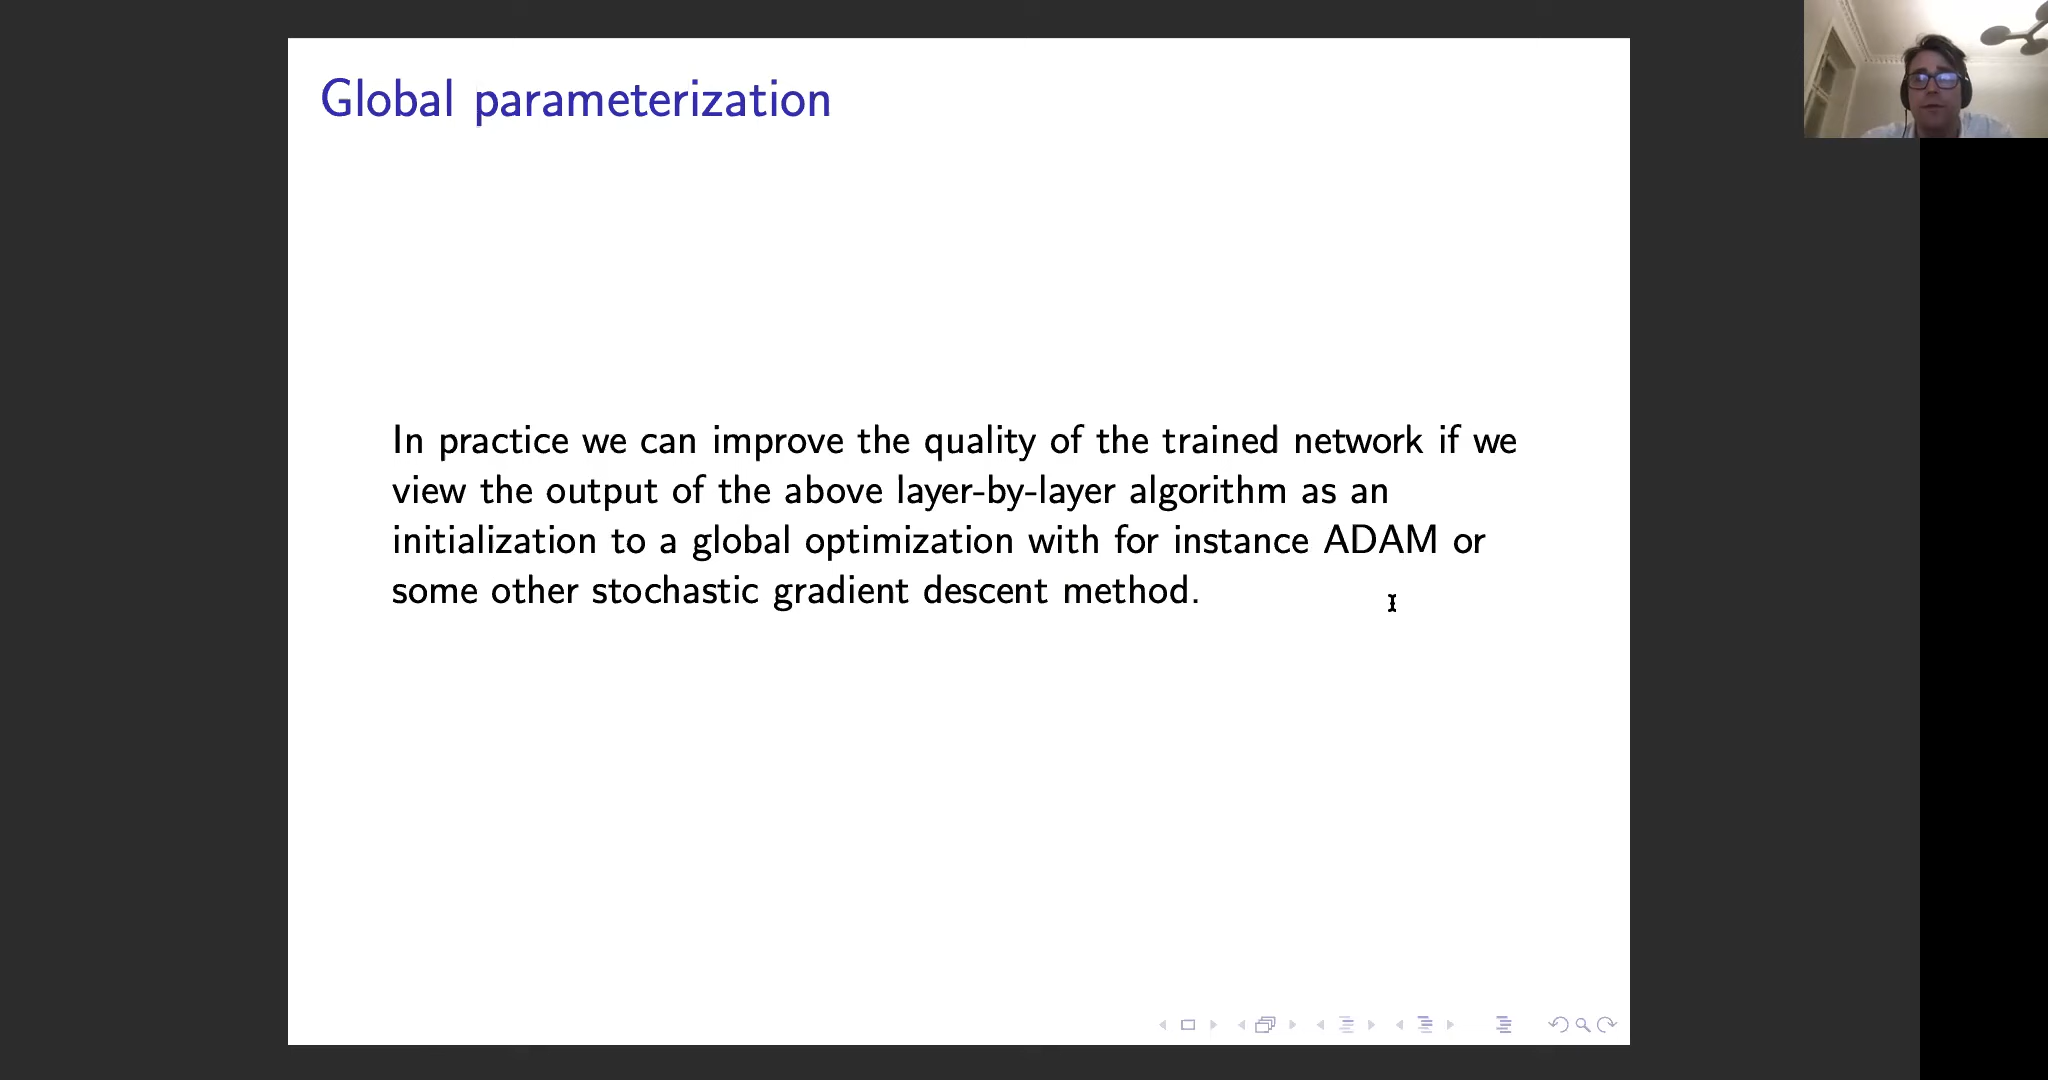 Global parameterization
In practice we can improve the quality of the trained network if we
view the output of the above layer-by-layer algorithm as an
initialization to a global optimization with for instance ADAM or
some other stochastic gradient descent method.